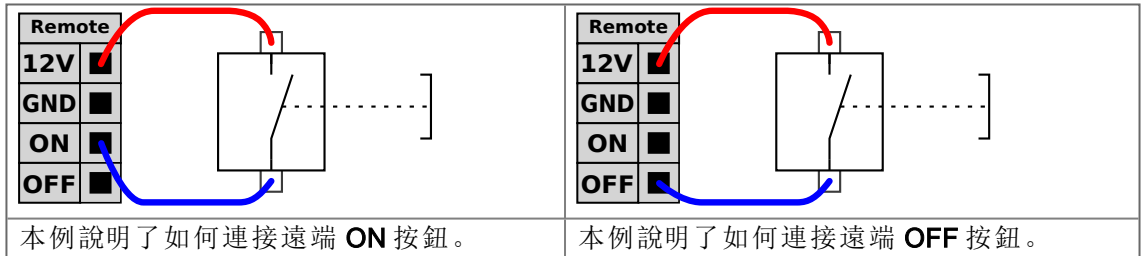 Remote
12V
GND
ON
OFF
本例說明了如何連接遠端 ON 按鈕。
Remote
12V
GND
ON
OFF
本例說明了如何連接遠端 OFF 按鈕。